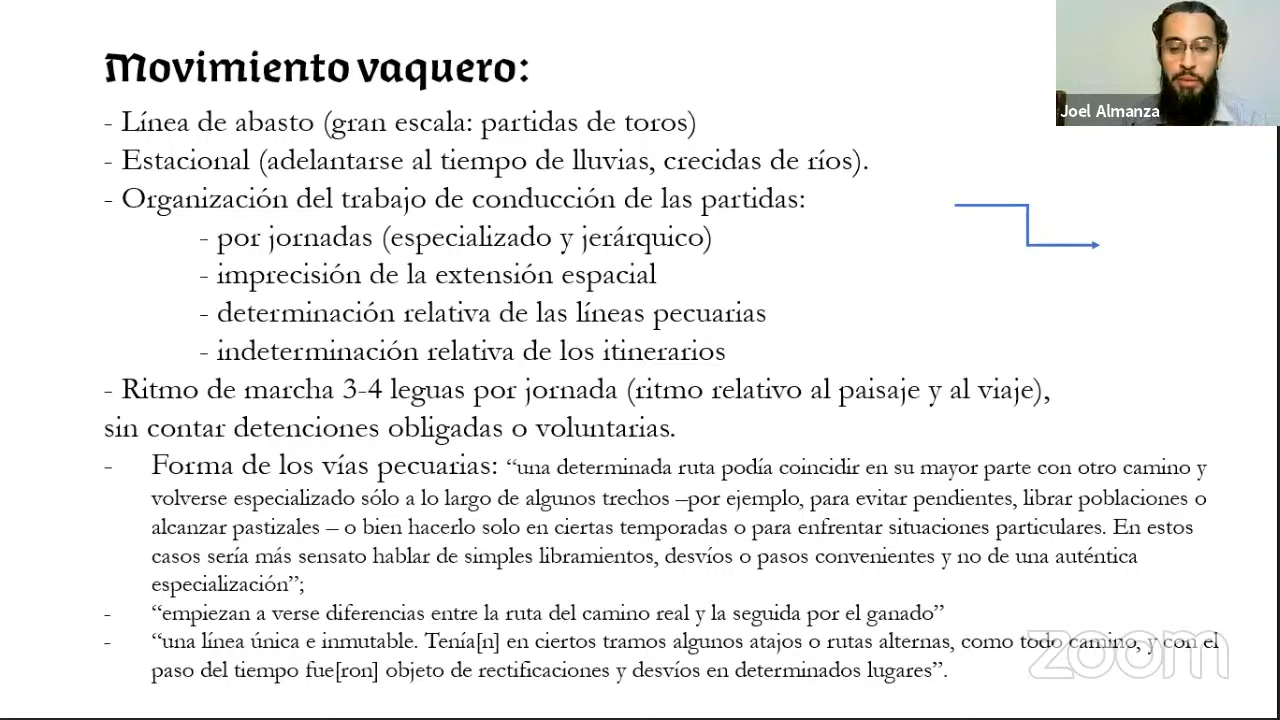 Movimiento vaquero:
- Línea de abasto (gran escala: partidas de toros)
- Estacional (adelantarse al tiempo de lluvias, crecidas de ríos).
- Organización del trabajo de conducción de las partidas:
- por jornadas (especializado y jerárquico)
- imprecisión de la extensión espacial
- determinación relativa de las líneas pecuarias
- indeterminación relativa de los itinerarios
- Ritmo de marcha 3-4 leguas por jornada (ritmo relativo al paisaje y al viaje),
sin contar detenciones obligadas o voluntarias.
- Forma de los vías pecuarias: “una determinada ruta podía coincidir en su mayor parte con otro camino y
volverse especializado sólo a lo largo de algunos trechos –por ejemplo, para evitar pendientes, librar poblaciones o
alcanzar pastizales – o bien hacerlo solo en ciertas temporadas o para enfrentar situaciones particulares. En estos
casos sería más sensato hablar de simples libramientos, desvíos o pasos convenientes y no de una auténtica
especialización”;
- “empiezan a verse diferencias entre la ruta del camino real y la seguida por el ganado”
- “una línea única e inmutable. Tenía[n] en ciertos tramos algunos atajos o rutas alternas, como todo camino, y con el
paso del tiempo fue[ron] objeto de rectificaciones y desvíos en determinados lugares”.
Joel Almanza
zoom